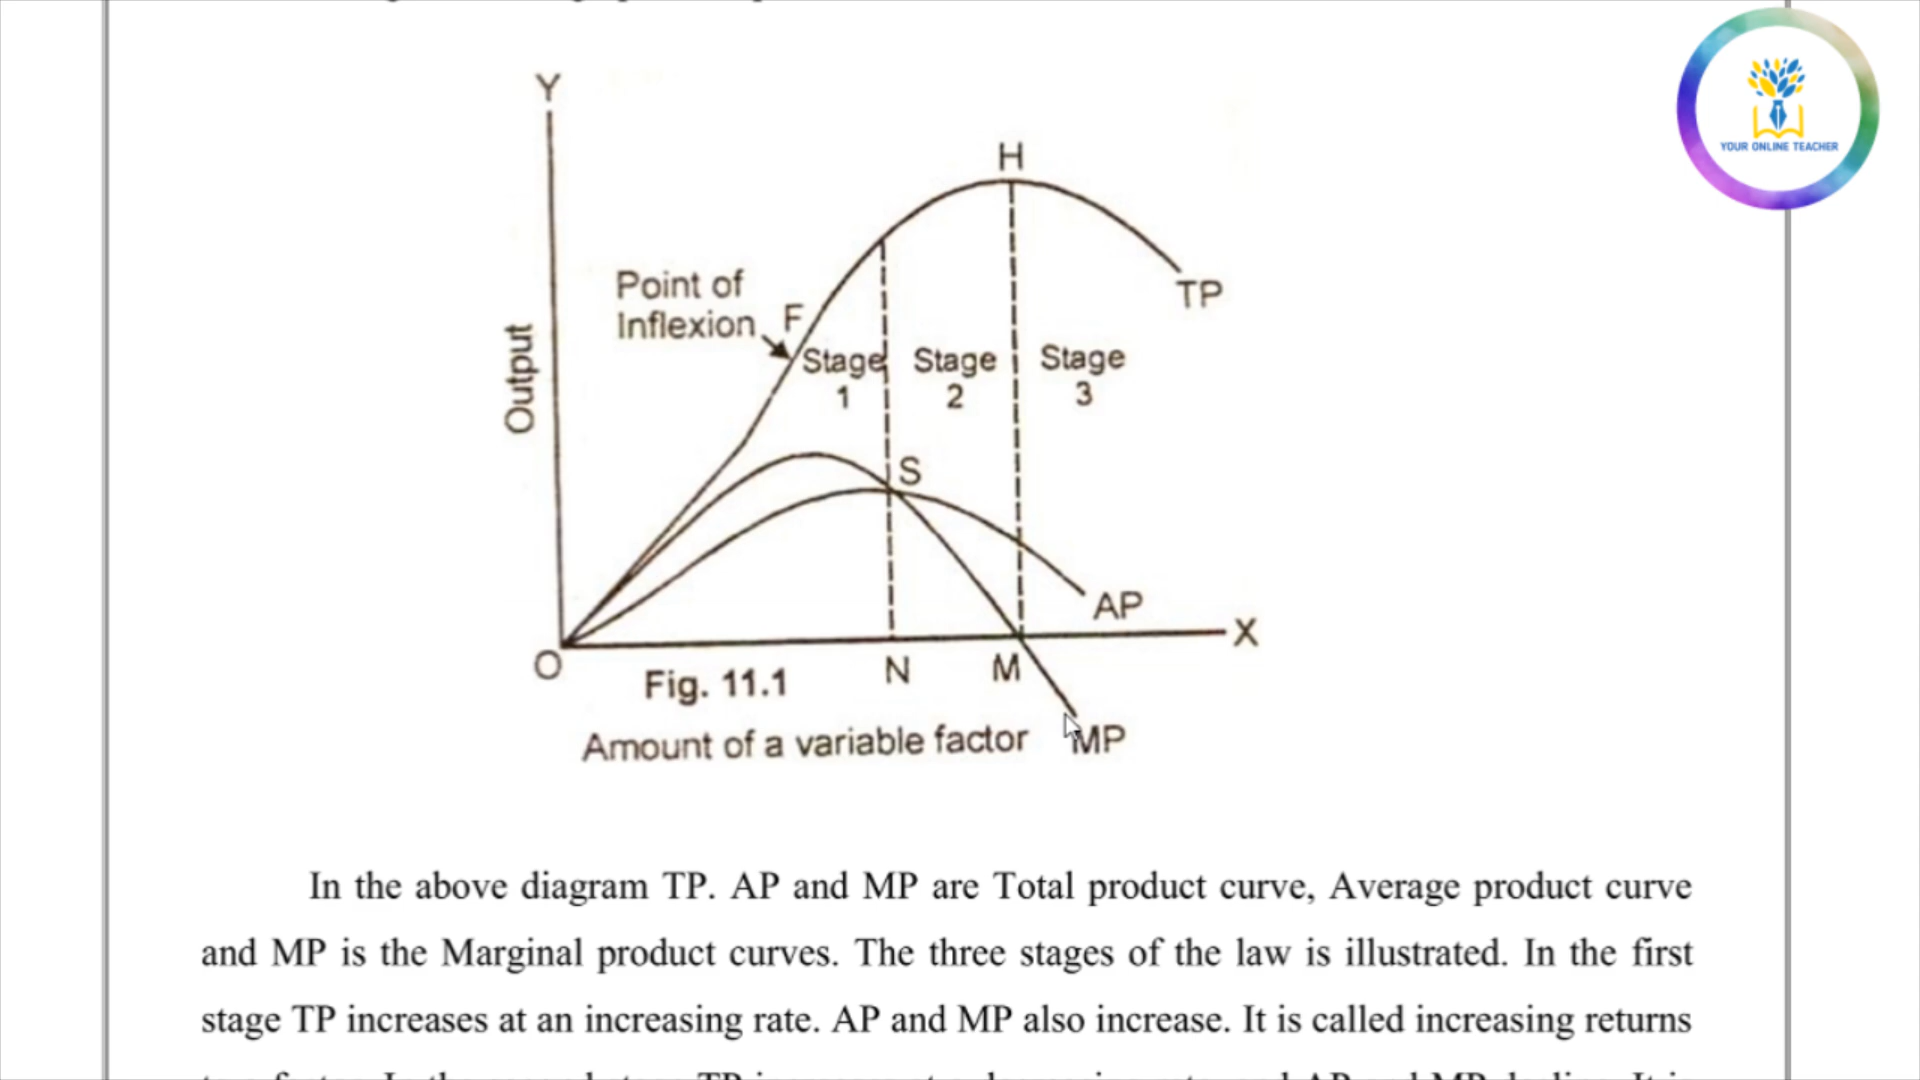 YOUR ONLINE TEACHER
Y
H
Point of
Inflexion F
TP
Output
Stage Stage Stage
1 2 3
S
AP
X
O
Fig. 11.1 N M
Amount of a variable factor MP
In the above diagram TP. AP and MP are Total product curve, Average product curve
and MP is the Marginal product curves. The three stages of the law is illustrated. In the first
stage TP increases at an increasing rate. AP and MP also increase. It is called increasing returns